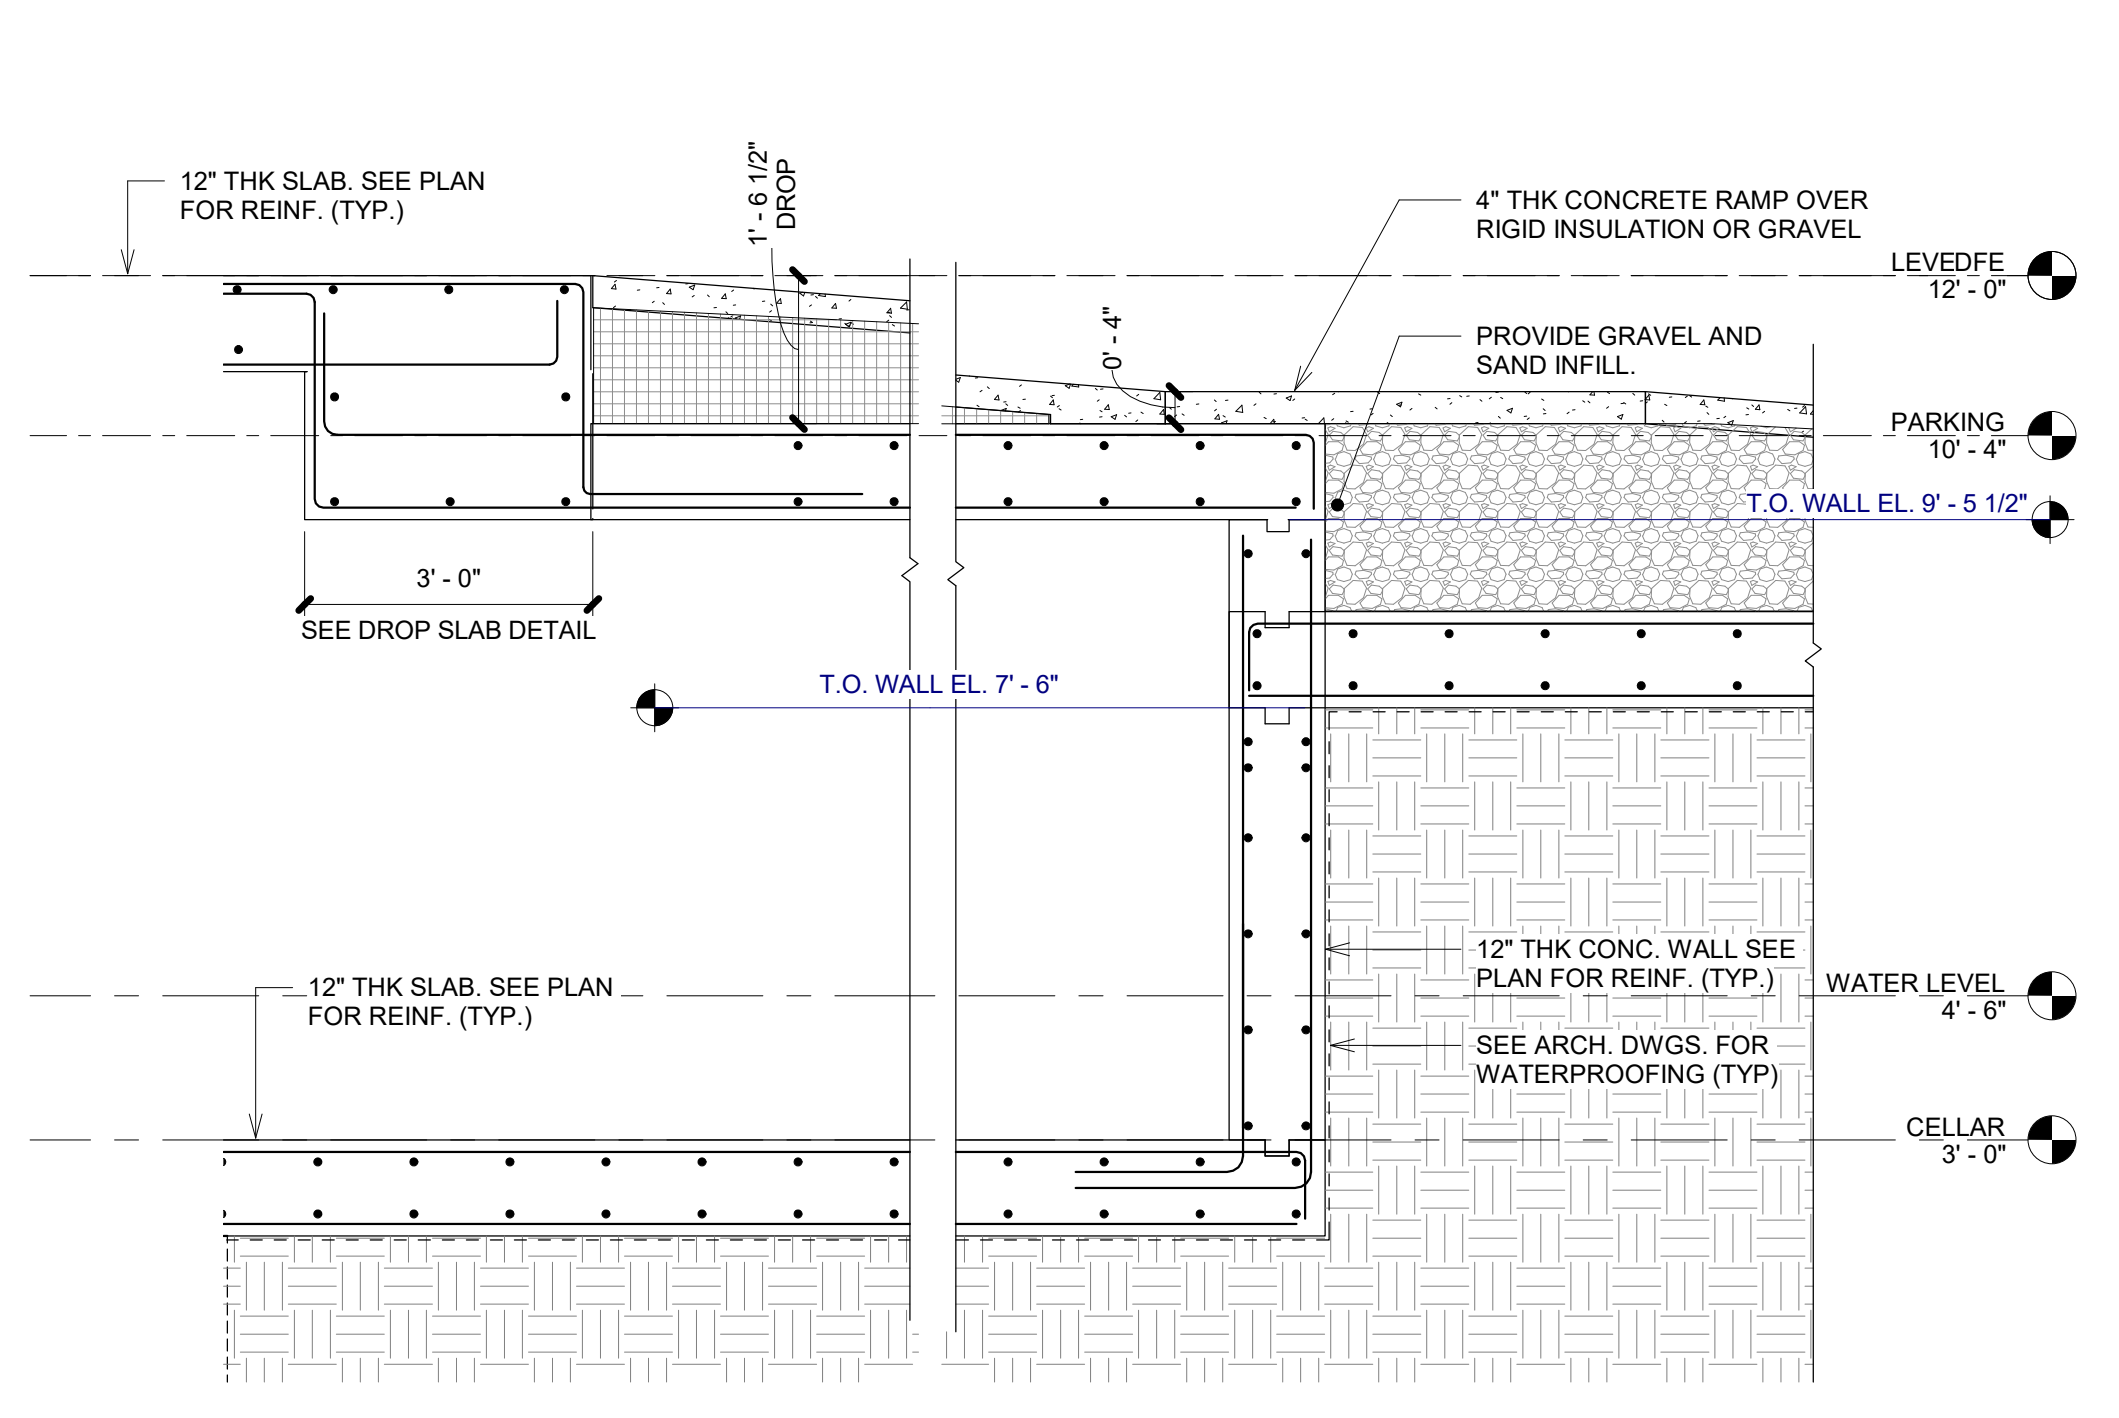 1' - 6 1/2"
DROP
12" THK SLAB. SEE PLAN
FOR REINF. (TYP.)
4" THK CONCRETE RAMP OVER
RIGID INSULATION OR GRAVEL
LEVEDFE
12' - 0"
0' - 4"
PROVIDE GRAVEL AND
SAND INFILL.
PARKING
10' - 4"
T.O. WALL EL. 9' - 5 1/2"
3' - 0"
SEE DROP SLAB DETAIL
T.O. WALL EL. 7' - 6"
12" THK CONC. WALL SEE
PLAN FOR REINF. (TYP.)
12" THK SLAB. SEE PLAN
FOR REINF. (TYP.)
WATER LEVEL
4' - 6"
SEE ARCH. DWGS. FOR
WATERPROOFING (TYP)
CELLAR
3' - 0"